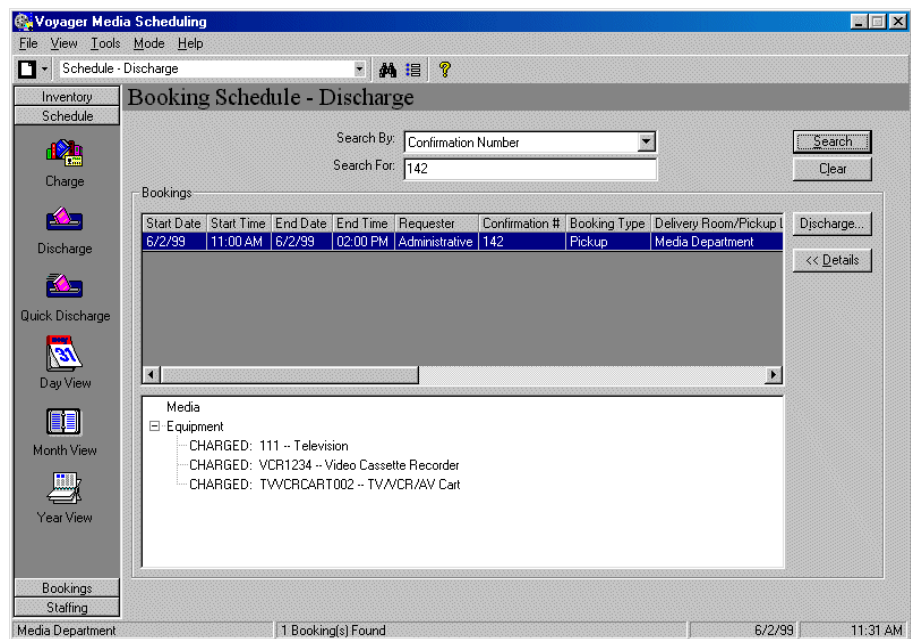 Voyager Media Scheduling
File View Tools Mode Help
Schedule - Discharge
Inventory
Schedule
Charge
Discharge
Quick Discharge
31
Day View
Month View
Year View
Bookings
Staffing
Booking Schedule - Discharge
Search By: Confirmation Number
Search For: 142
Search
Clear
Bookings
Start Date Start Time End Date End Time Requester Confirmation # Booking Type Delivery Room/Pickup L
6/2/99 11:00 AM 6/2/99 02:00 PM Administrative 142 Pickup Media Department
Discharge...
<< Details
Media
Equipment
CHARGED: 111 -- Television
CHARGED: VCR1234 -- Video Cassette Recorder
CHARGED: TVVCRCART002 -- TV/VCR/AV Cart
Media Department 1 Booking(s) Found 6/2/99 11:31 AM